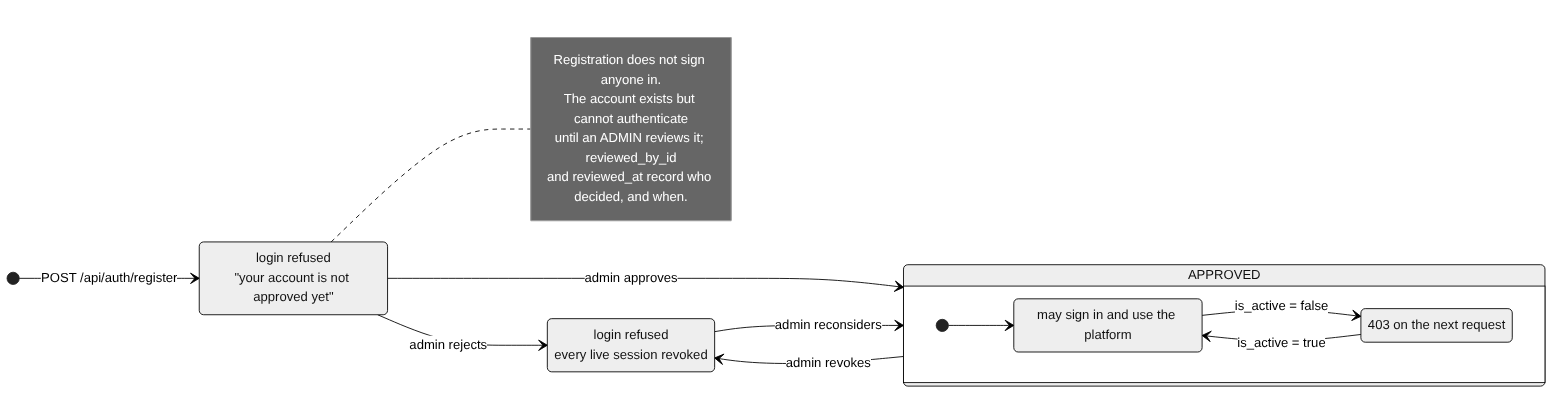 Registration does not sign
anyone in.
The account exists but
cannot authenticate
until an ADMIN reviews it;
reviewed_by_id
and reviewed_at record who
decided, and when.
POST /api/auth/register
login refused
"your account is not
approved yet"
admin approves
admin rejects
login refused
every live session revoked
admin reconsiders
admin revokes
APPROVED
may sign in and use the
platform
is_active = false
is_active = true
403 on the next request